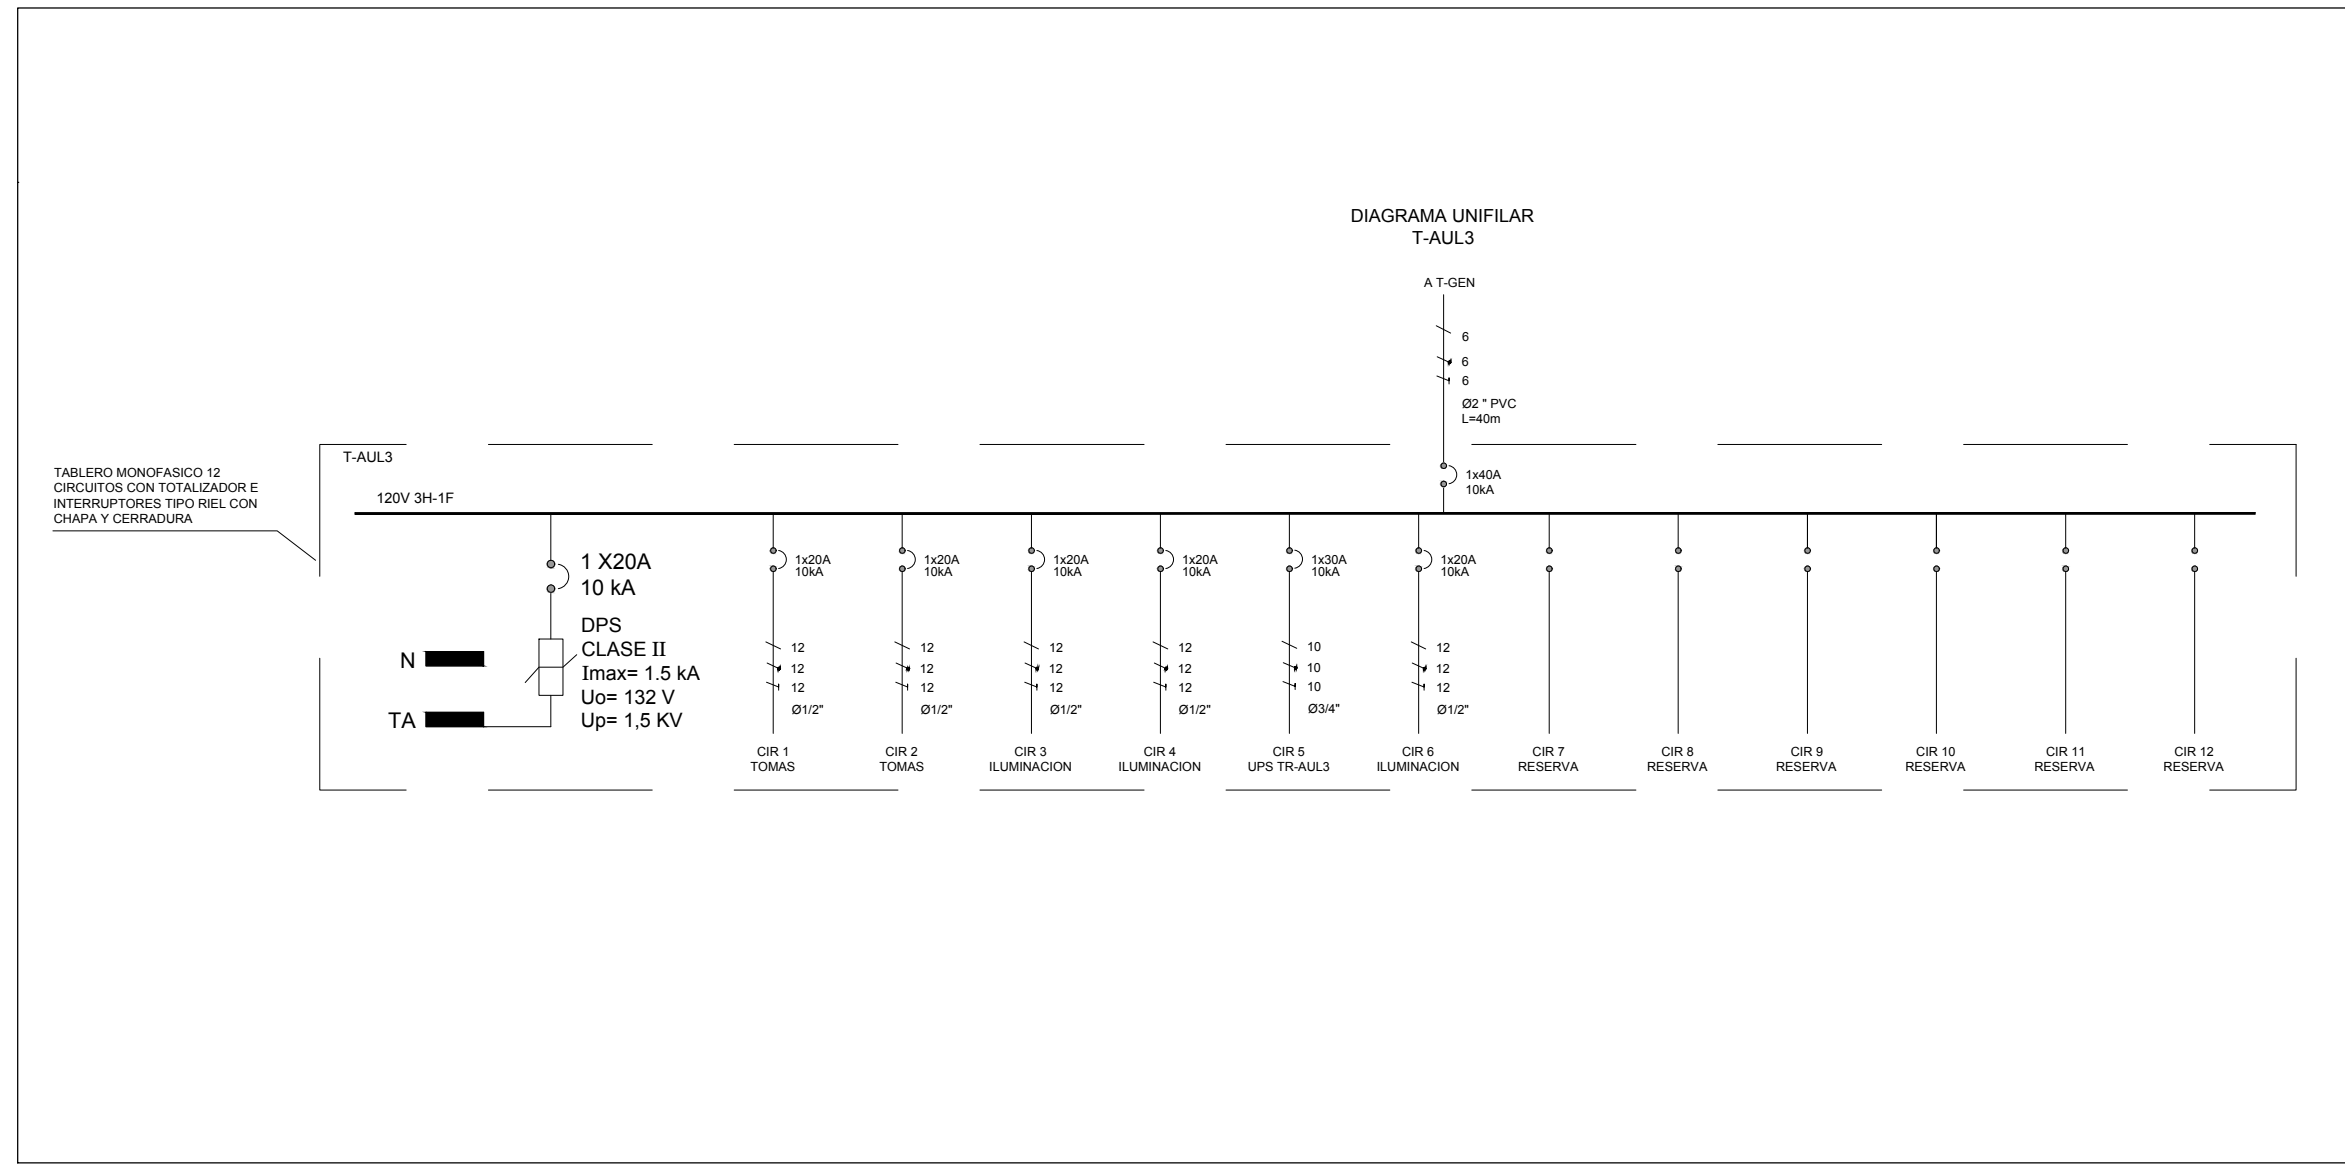 DIAGRAMA UNIFILAR
T-AUL3
A T-GEN
6
6
6
Ø2 " PVC
L=40m
TABLERO MONOFASICO 12
CIRCUITOS CON TOTALIZADOR E
INTERRUPTORES TIPO RIEL CON
CHAPA Y CERRADURA
T-AUL3
120V 3H-1F
1x40A
10kA
1 X20A
10 kA
DPS
CLASE II
Imax= 1.5 kA
Uo= 132 V
Up= 1,5 KV
N
TA
1x20A
10kA
12
12
12
Ø1/2"
CIR 1
TOMAS
1x20A
10kA
12
12
12
Ø1/2"
CIR 2
TOMAS
1x20A
10kA
12
12
12
Ø1/2"
CIR 3
ILUMINACION
1x20A
10kA
12
12
12
Ø1/2"
CIR 4
ILUMINACION
1x30A
10kA
10
10
10
Ø3/4"
CIR 5
UPS TR-AUL3
1x20A
10kA
12
12
12
Ø1/2"
CIR 6
ILUMINACION
CIR 7
RESERVA
CIR 8
RESERVA
CIR 9
RESERVA
CIR 10
RESERVA
CIR 11
RESERVA
CIR 12
RESERVA